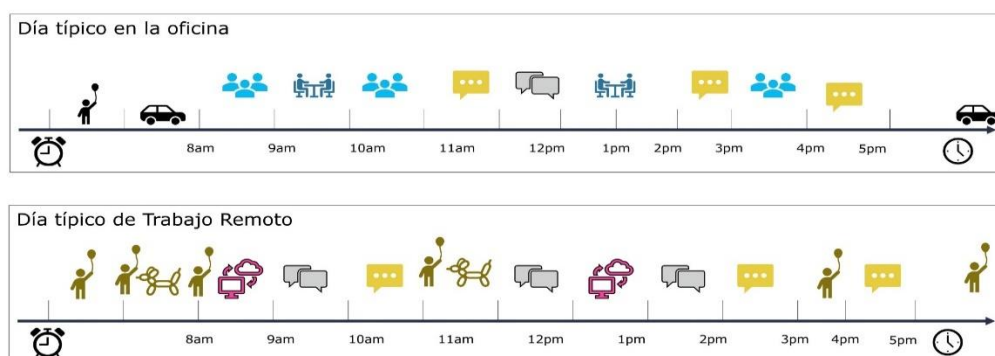 Día típico en la oficina
8am 9am 10am 11am 12pm 1pm 2pm 3pm 4pm 5pm
Día típico de Trabajo Remoto
8am 9am 10am 11am 12pm 1pm 2pm 3pm 4pm 5pm